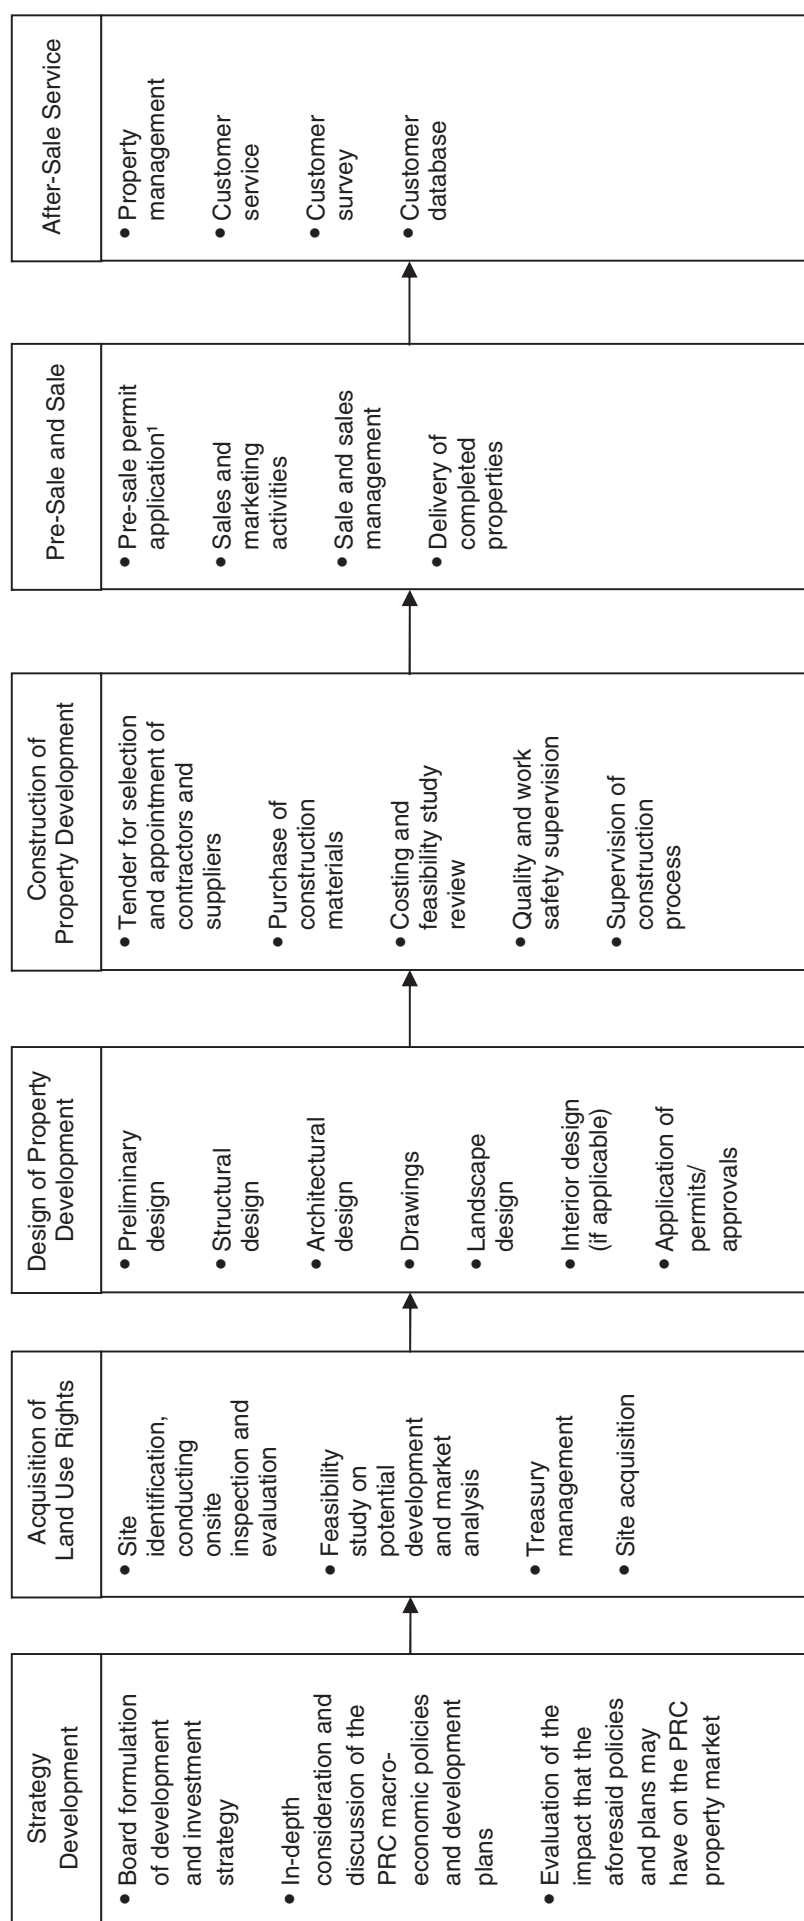 Strategy
Development
• Board formulation
of development
and investment
strategy
• In-depth
consideration and
discussion of the
PRC macro-
economic policies
and development
plans
• Evaluation of the
impact that the
aforesaid policies
and plans may
have on the PRC
property market
Acquisition of
Land Use Rights
• Site
identification,
conducting
onsite
inspection and
evaluation
• Feasibility
study on
potential
development
and market
analysis
• Treasury
management
• Site acquisition
Design of Property
Development
• Preliminary
design
• Structural
design
• Architectural
design
• Drawings
• Landscape
design
• Interior design
(if applicable)
• Application of
permits/
approvals
Construction of
Property Development
• Tender for selection
and appointment of
contractors and
suppliers
• Purchase of
construction
materials
• Costing and
feasibility study
review
• Quality and work
safety supervision
• Supervision of
construction
process
Pre-Sale and Sale
• Pre-sale permit
application¹
• Sales and
marketing
activities
• Sale and sales
management
• Delivery of
completed
properties
After-Sale Service
• Property
management
• Customer
service
• Customer
survey
• Customer
database